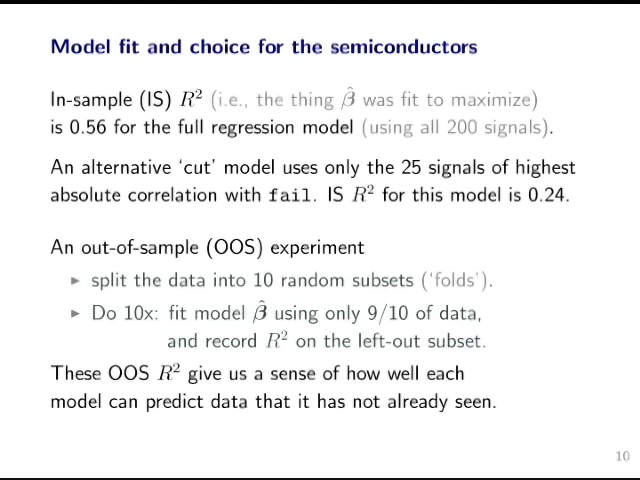 Model fit and choice for the semiconductors
In-sample (IS) R² (i.e., the thing β̂ was fit to maximize)
is 0.56 for the full regression model (using all 200 signals).
An alternative ‘cut’ model uses only the 25 signals of highest
absolute correlation with fail. IS R² for this model is 0.24.
An out-of-sample (OOS) experiment
▶ split the data into 10 random subsets (‘folds’).
▶ Do 10x: fit model β̂ using only 9/10 of data,
and record R² on the left-out subset.
These OOS R² give us a sense of how well each
model can predict data that it has not already seen.
10